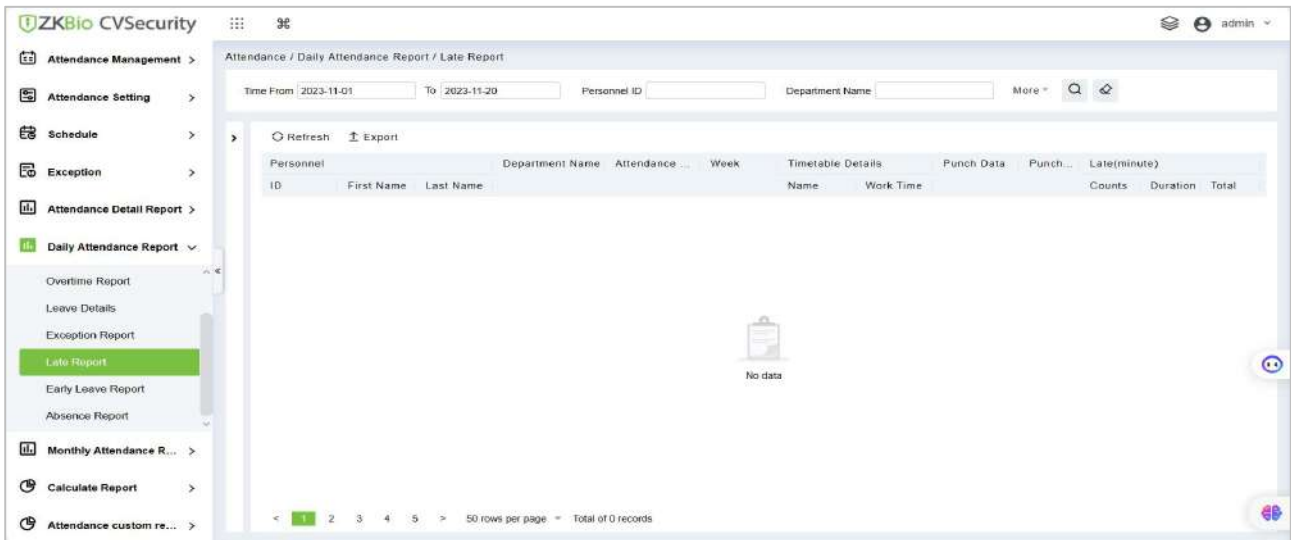 ZKBio CVSecurity
admin
Attendance Management
Attendance Setting
Schedule
Exception
Attendance Detail Report
Daily Attendance Report
Overtime Report
Leave Details
Exception Report
Late Report
Early Leave Report
Absence Report
Monthly Attendance R...
Calculate Report
Attendance custom re...
Attendance / Daily Attendance Report / Late Report
Time From 2023-11-01 To 2023-11-20 Personnel ID Department Name More
Refresh Export
Personnel Department Name Attendance ... Week Timetable Details Punch Data Punch... Late(minute)
ID First Name Last Name Name Work Time Counts Duration Total
No data
< 1 2 3 4 5 > 50 rows per page Total of 0 records